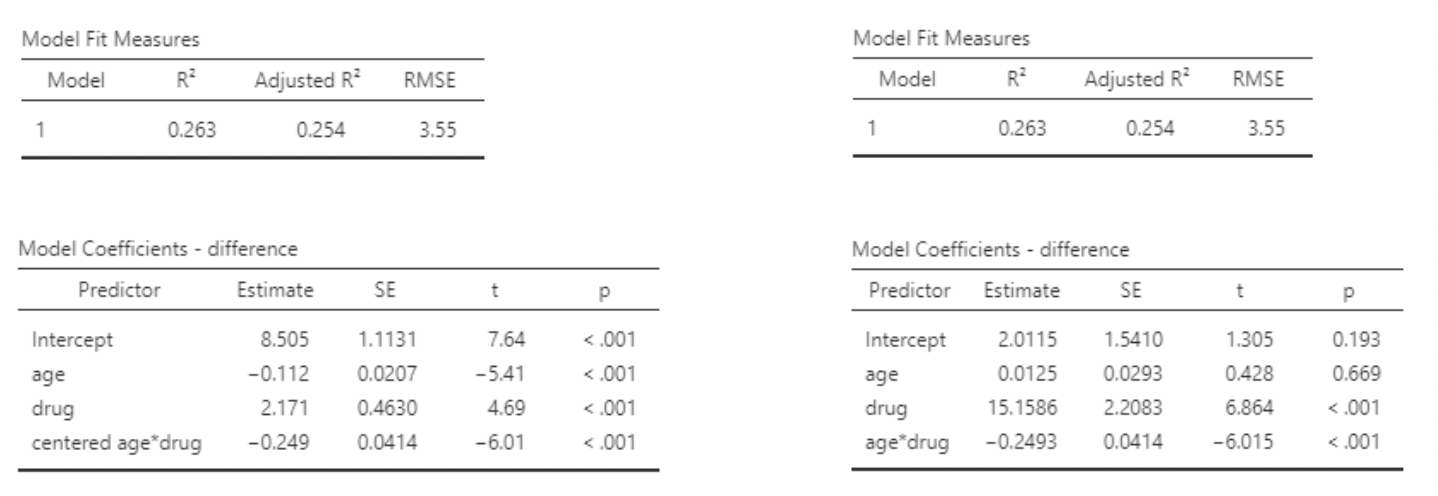 Model Fit Measures
Model R² Adjusted R² RMSE
1 0.263 0.254 3.55
Model Coefficients - difference
Predictor Estimate SE t p
Intercept 8.505 1.1131 7.64 < .001
age −0.112 0.0207 −5.41 < .001
drug 2.171 0.4630 4.69 < .001
centered age*drug −0.249 0.0414 −6.01 < .001
Model Fit Measures
Model R² Adjusted R² RMSE
1 0.263 0.254 3.55
Model Coefficients - difference
Predictor Estimate SE t p
Intercept 2.0115 1.5410 1.305 0.193
age 0.0125 0.0293 0.428 0.669
drug 15.1586 2.2083 6.864 < .001
age*drug −0.2493 0.0414 −6.015 < .001